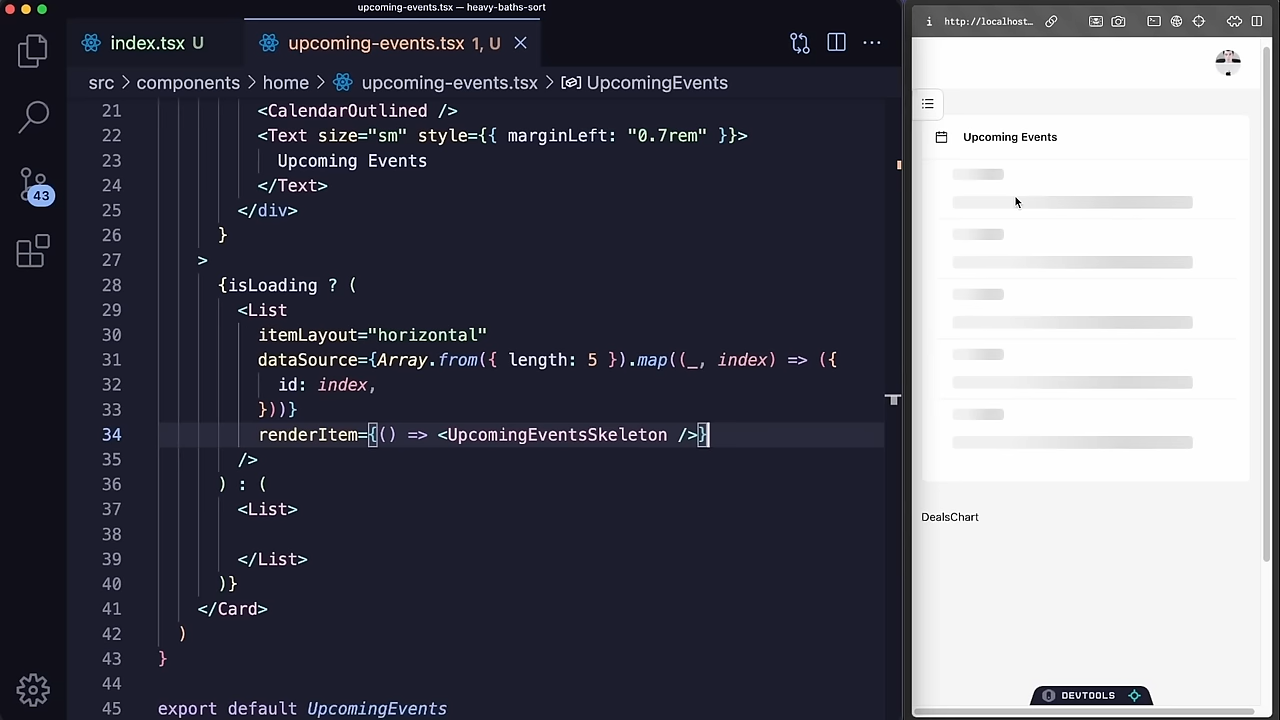 upcoming-events.tsx — heavy-baths-sort
index.tsx U
upcoming-events.tsx 1, U
src > components > home > upcoming-events.tsx > UpcomingEvents
21 <CalendarOutlined />
22 <Text size="sm" style={{ marginLeft: "0.7rem" }}>
23 Upcoming Events
24 </Text>
25 </div>
26 }
27 >
28 {isLoading ? (
29 <List
30 itemLayout="horizontal"
31 dataSource={Array.from({ length: 5 }).map((_, index) => ({
32 id: index,
33 }))}
34 renderItem={() => <UpcomingEventsSkeleton />}
35 />
36 ) : (
37 <List>
38
39 </List>
40 )}
41 </Card>
42 )
43 }
44
45 export default UpcomingEvents
43
http://localhost…
Upcoming Events
DealsChart
DEVTOOLS